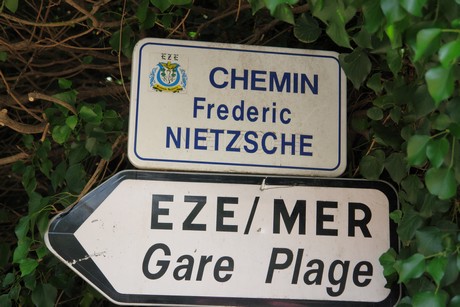 EZE
CHEMIN
Frederic
NIETZSCHE
EZE/MER
Gare Plage